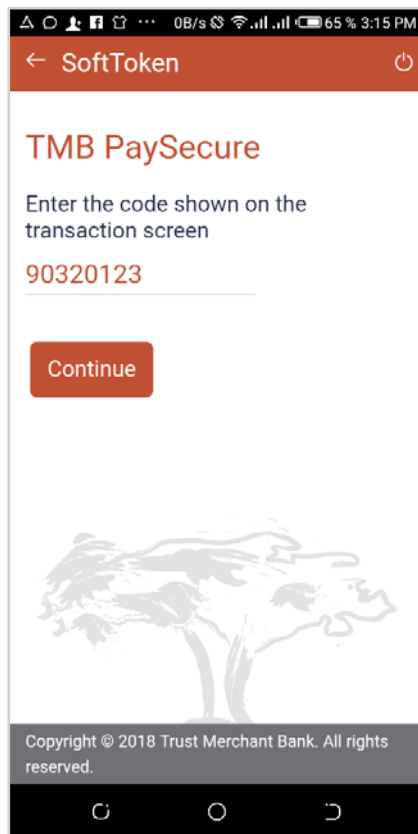 0B/s 65 % 3:15 PM
← SoftToken
TMB PaySecure
Enter the code shown on the
transaction screen
90320123
Continue
Copyright © 2018 Trust Merchant Bank. All rights
reserved.